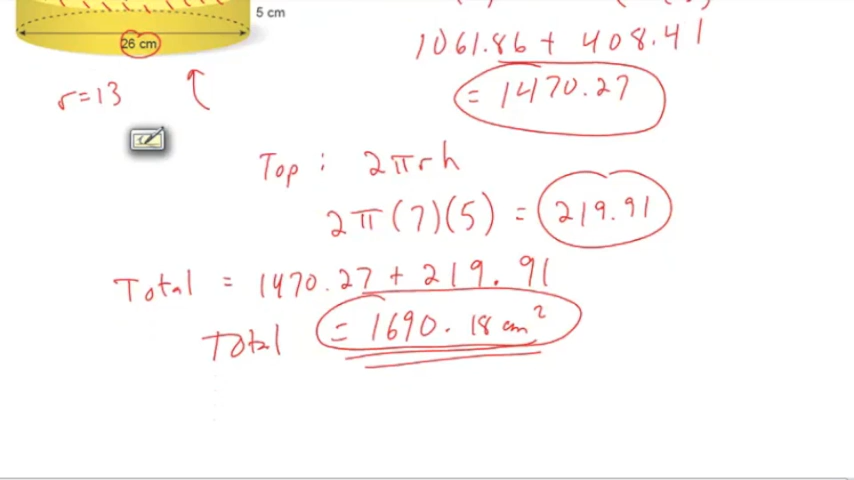 5 cm
26 cm
1061.86 + 408.41
r=13
= 1470.27
Top : 2πrh
2π(7)(5) = 219.91
Total = 1470.27 + 219.91
Total = 1690.18 cm²